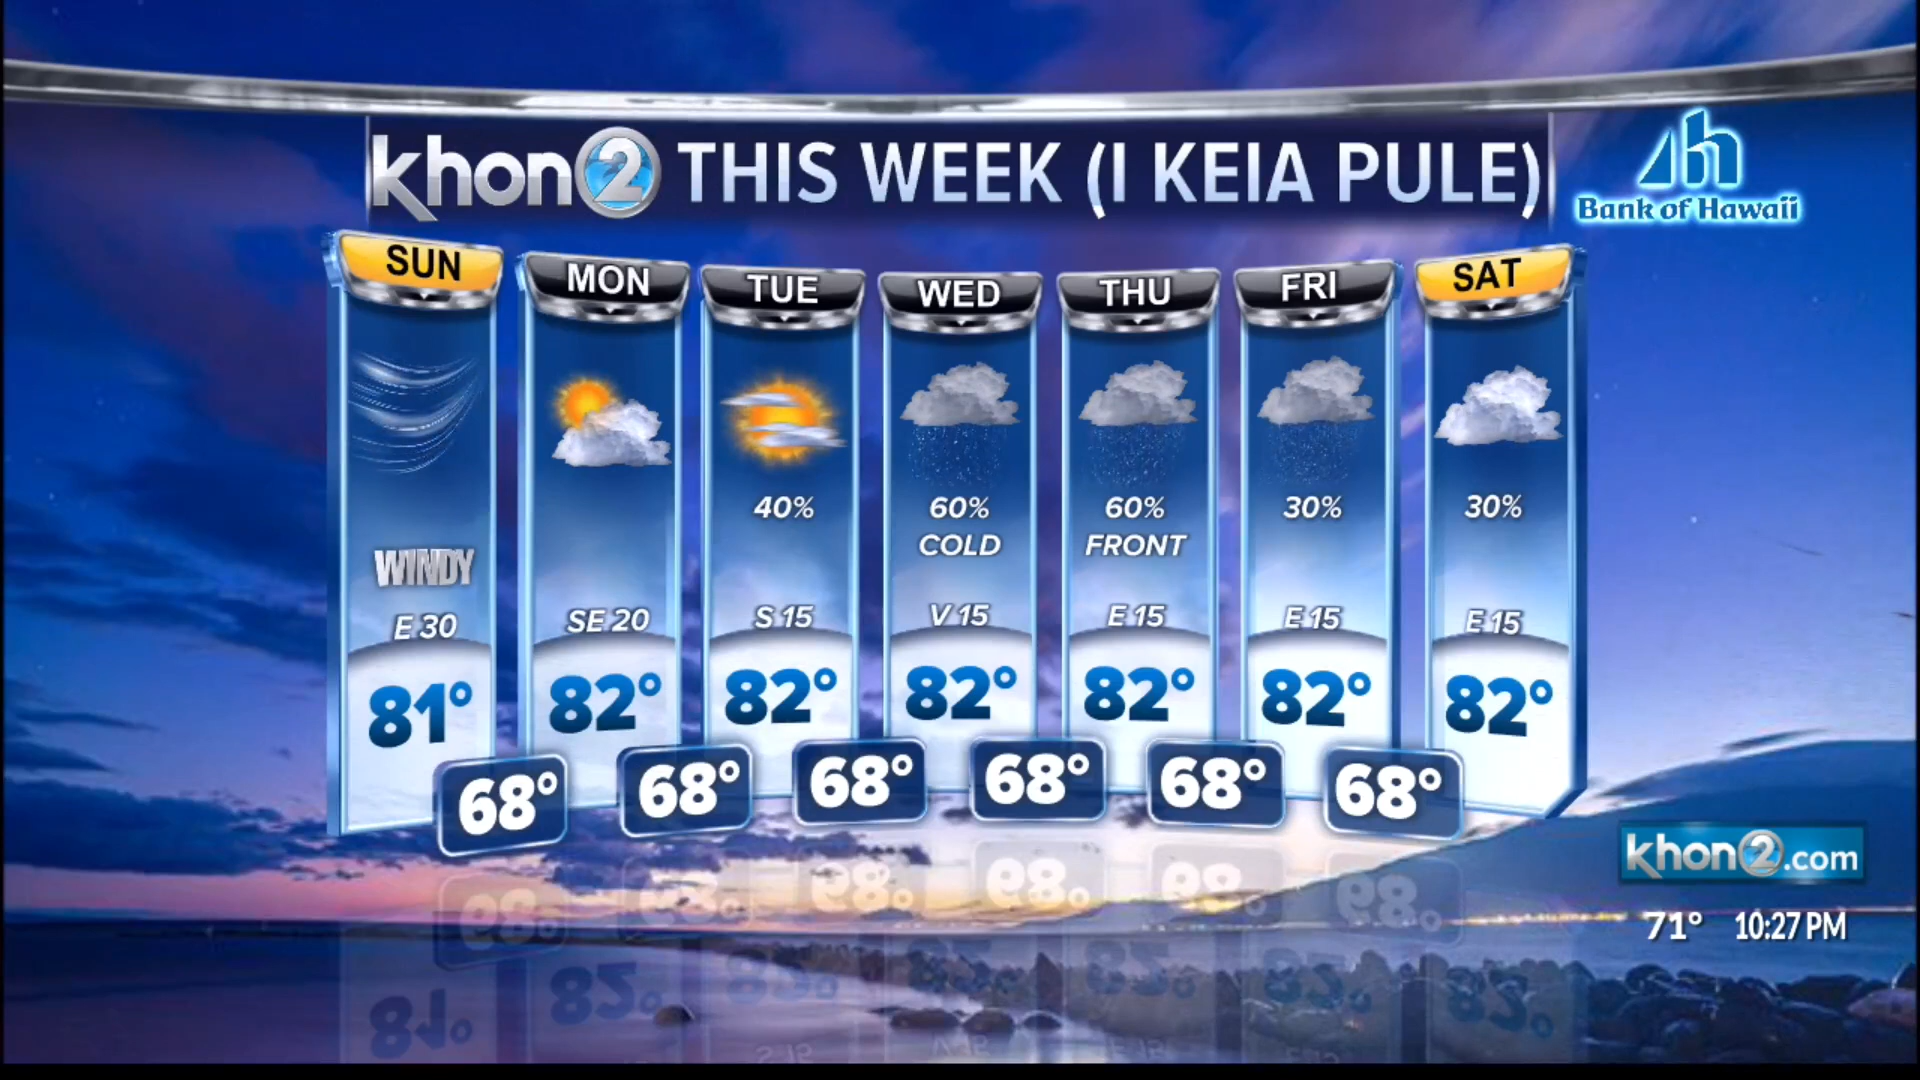 khon2 THIS WEEK (I KEIA PULE)
Bank of Hawaii
SUN MON TUE WED THU FRI SAT
40% 60% 60% 30% 30%
COLD FRONT
WINDY
E 30 SE 20 S 15 V 15 E 15 E 15 E 15
81° 82° 82° 82° 82° 82° 82°
68° 68° 68° 68° 68° 68°
khon2.com
71° 10:27 PM